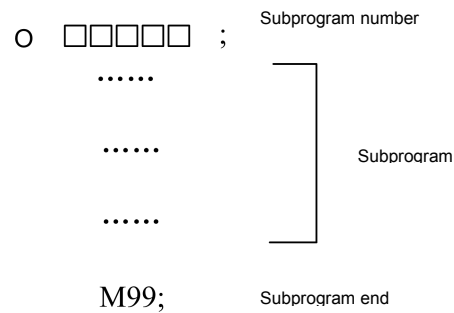 O □□□□□ ; Subprogram number
……
…… Subprogram
……
M99; Subprogram end